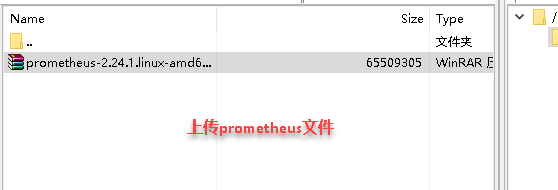 Name Size Type
.. 文件夹
prometheus-2.24.1.linux-amd6... 65509305 WinRAR
上传prometheus文件
/